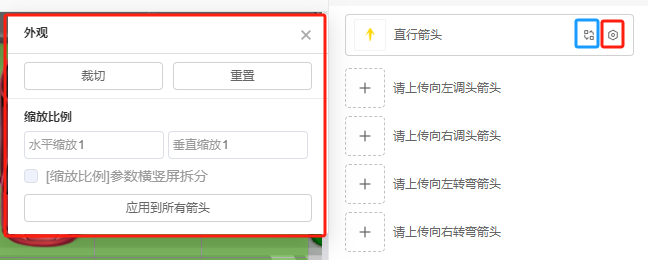 外观
裁切 重置
缩放比例
水平缩放1 垂直缩放1
[缩放比例]参数横竖屏拆分
应用到所有箭头
直行箭头
请上传向左调头箭头
请上传向右调头箭头
请上传向左转弯箭头
请上传向右转弯箭头